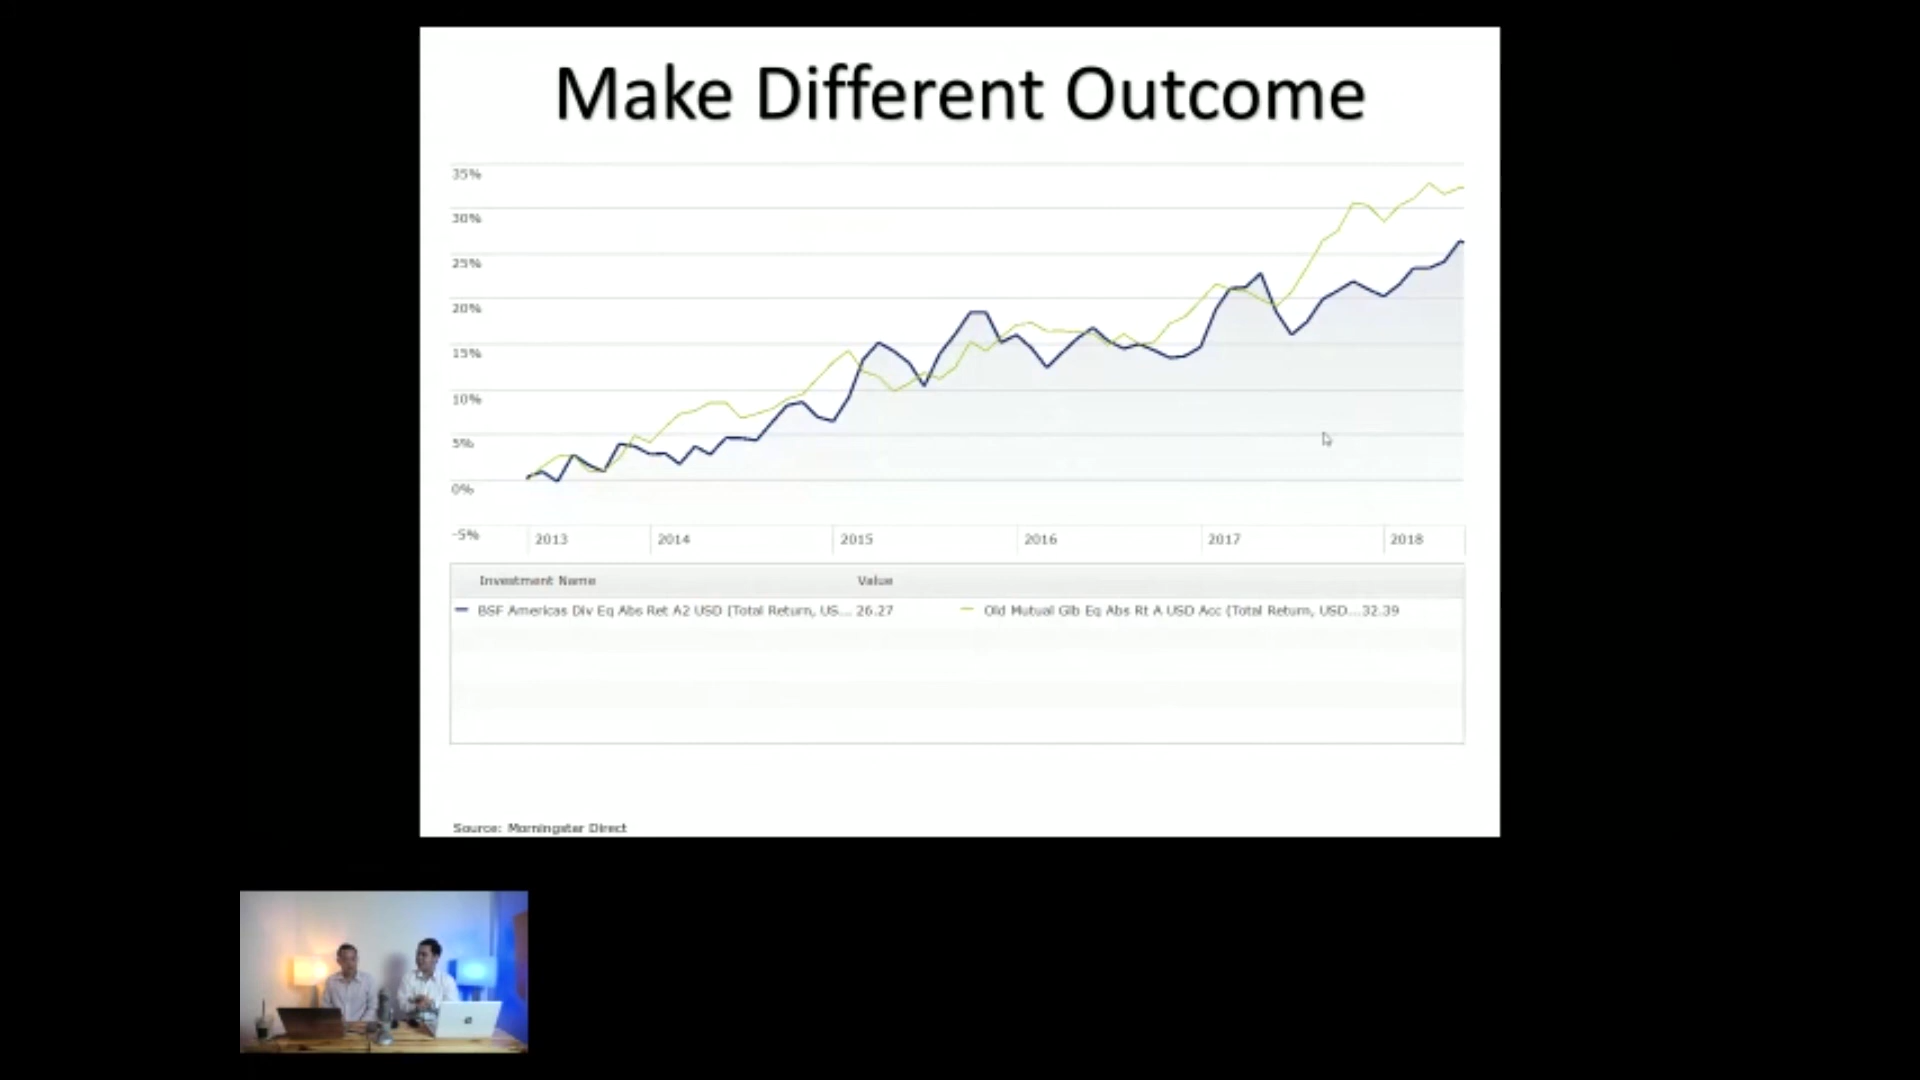 Make Different Outcome
35%
30%
25%
20%
15%
10%
5%
0%
-5%
2013 2014 2015 2016 2017 2018
Investment Name Value
BSF Americas Div Eq Abs Ret A2 USD (Total Return, US... 26.27 Old Mutual Glb Eq Abs Rt A USD Acc (Total Return, USD... 32.39
Source: Morningstar Direct